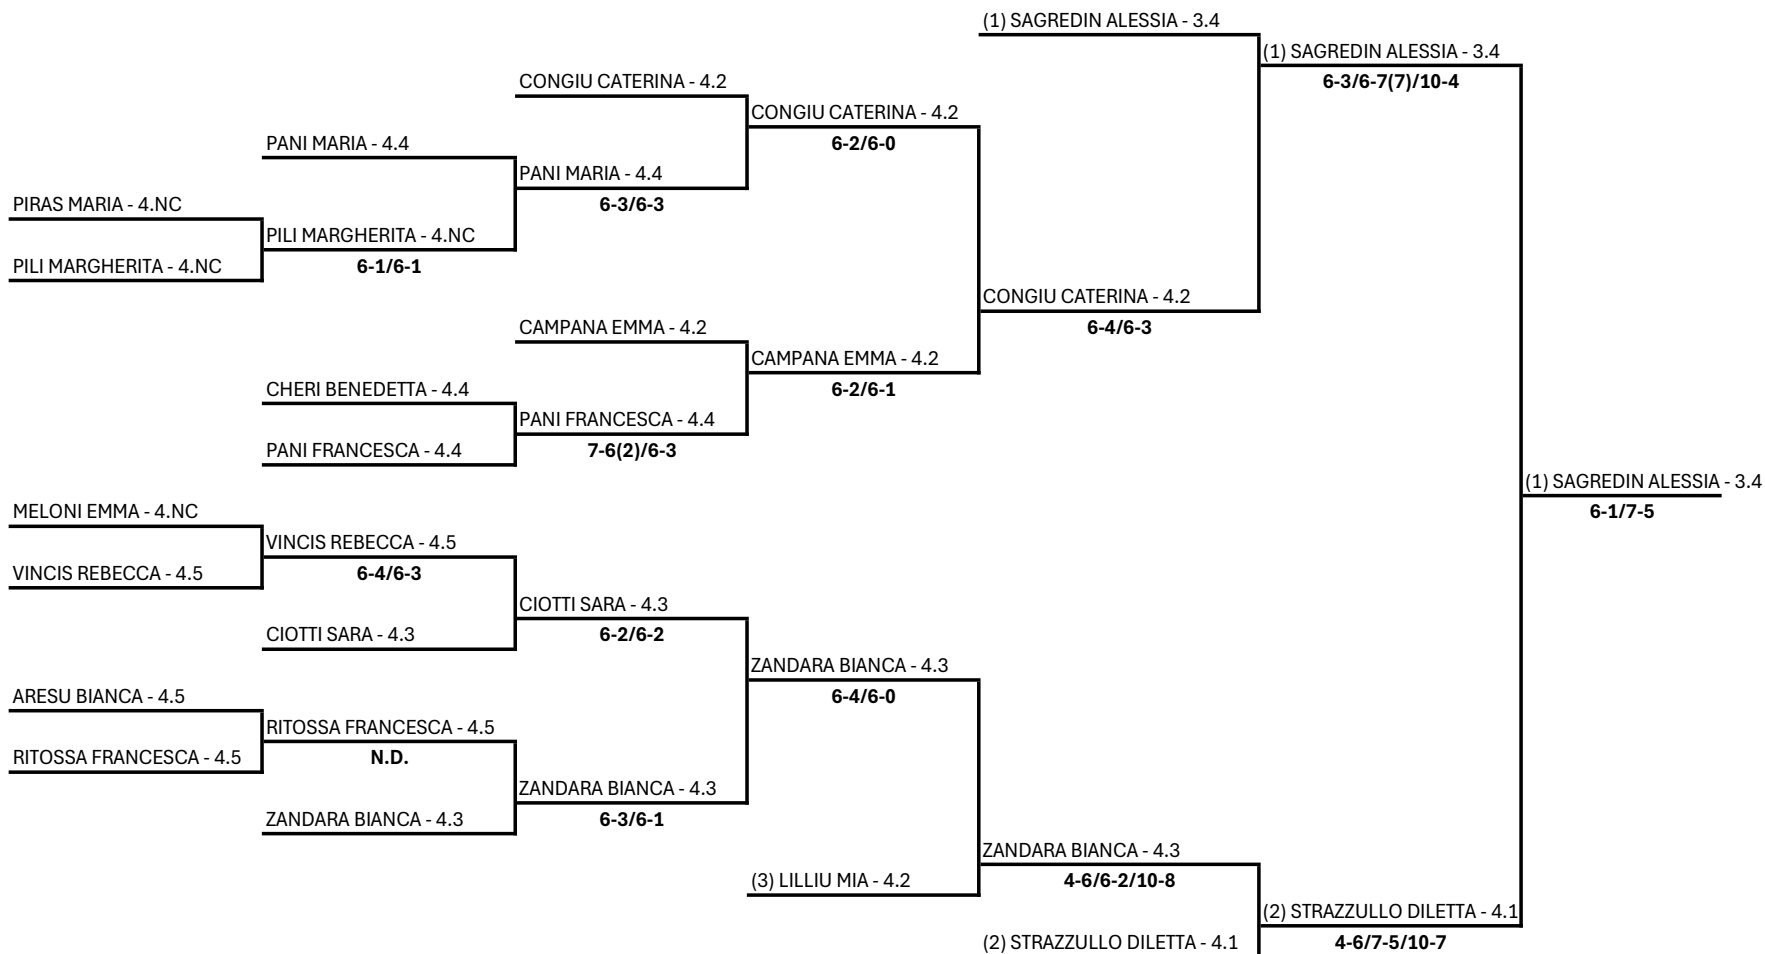 (1) SAGREDIN ALESSIA - 3.4
(1) SAGREDIN ALESSIA - 3.4
6-3/6-7(7)/10-4
CONGIU CATERINA - 4.2
CONGIU CATERINA - 4.2
6-2/6-0
PANI MARIA - 4.4
PANI MARIA - 4.4
6-3/6-3
PIRAS MARIA - 4.NC
PILI MARGHERITA - 4.NC
6-1/6-1
PILI MARGHERITA - 4.NC
CONGIU CATERINA - 4.2
6-4/6-3
CAMPANA EMMA - 4.2
CAMPANA EMMA - 4.2
6-2/6-1
CHERI BENEDETTA - 4.4
PANI FRANCESCA - 4.4
7-6(2)/6-3
PANI FRANCESCA - 4.4
(1) SAGREDIN ALESSIA - 3.4
6-1/7-5
MELONI EMMA - 4.NC
VINCIS REBECCA - 4.5
6-4/6-3
VINCIS REBECCA - 4.5
CIOTTI SARA - 4.3
6-2/6-2
CIOTTI SARA - 4.3
ZANDARA BIANCA - 4.3
6-4/6-0
ARESU BIANCA - 4.5
RITOSSA FRANCESCA - 4.5
N.D.
RITOSSA FRANCESCA - 4.5
ZANDARA BIANCA - 4.3
6-3/6-1
ZANDARA BIANCA - 4.3
ZANDARA BIANCA - 4.3
4-6/6-2/10-8
(3) LILLIU MIA - 4.2
(2) STRAZZULLO DILETTA - 4.1
4-6/7-5/10-7
(2) STRAZZULLO DILETTA - 4.1